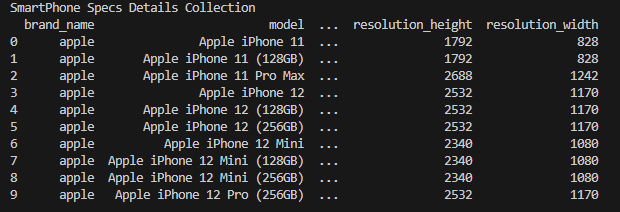 SmartPhone Specs Details Collection
brand_name model ... resolution_height resolution_width
0 apple Apple iPhone 11 ... 1792 828
1 apple Apple iPhone 11 (128GB) ... 1792 828
2 apple Apple iPhone 11 Pro Max ... 2688 1242
3 apple Apple iPhone 12 ... 2532 1170
4 apple Apple iPhone 12 (128GB) ... 2532 1170
5 apple Apple iPhone 12 (256GB) ... 2532 1170
6 apple Apple iPhone 12 Mini ... 2340 1080
7 apple Apple iPhone 12 Mini (128GB) ... 2340 1080
8 apple Apple iPhone 12 Mini (256GB) ... 2340 1080
9 apple Apple iPhone 12 Pro (256GB) ... 2532 1170